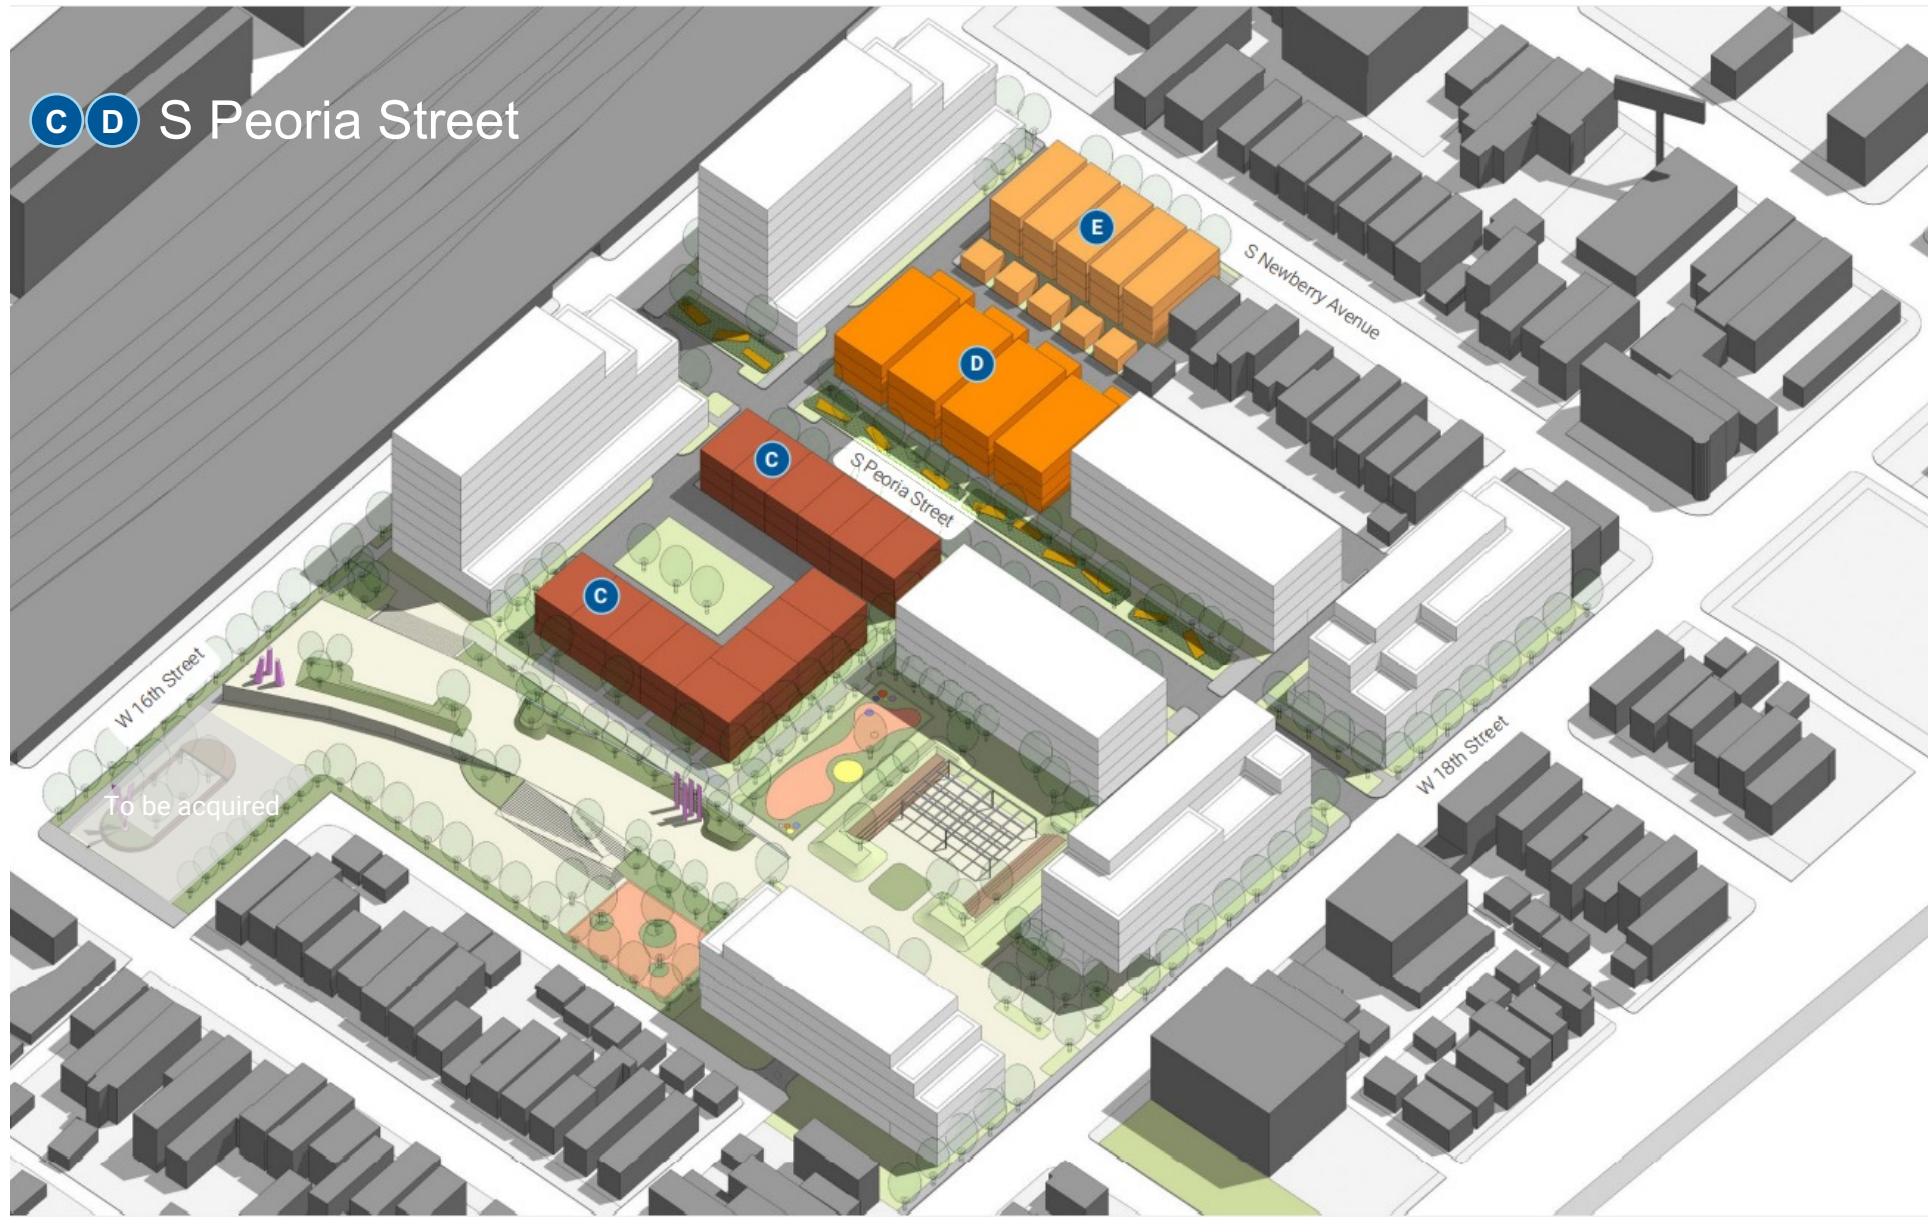 C D S Peoria Street
E
S Newberry Avenue
D
C
S Peoria Street
C
W 16th Street
W 18th Street
To be acquired